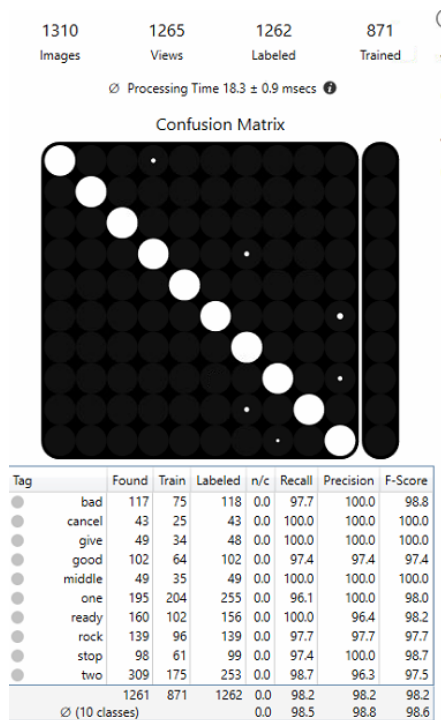 1310 1265 1262 871
Images Views Labeled Trained
Ø Processing Time 18.3 ± 0.9 msecs i
Confusion Matrix
Tag Found Train Labeled n/c Recall Precision F-Score
bad 117 75 118 0.0 97.7 100.0 98.8
cancel 43 25 43 0.0 100.0 100.0 100.0
give 49 34 48 0.0 100.0 100.0 100.0
good 102 64 102 0.0 97.4 97.4 97.4
middle 49 35 49 0.0 100.0 100.0 100.0
one 195 204 255 0.0 96.1 100.0 98.0
ready 160 102 156 0.0 100.0 96.4 98.2
rock 139 96 139 0.0 97.7 97.7 97.7
stop 98 61 99 0.0 97.4 100.0 98.7
two 309 175 253 0.0 98.7 96.3 97.5
1261 871 1262 0.0 98.2 98.2 98.2
Ø (10 classes) 0.0 98.5 98.8 98.6